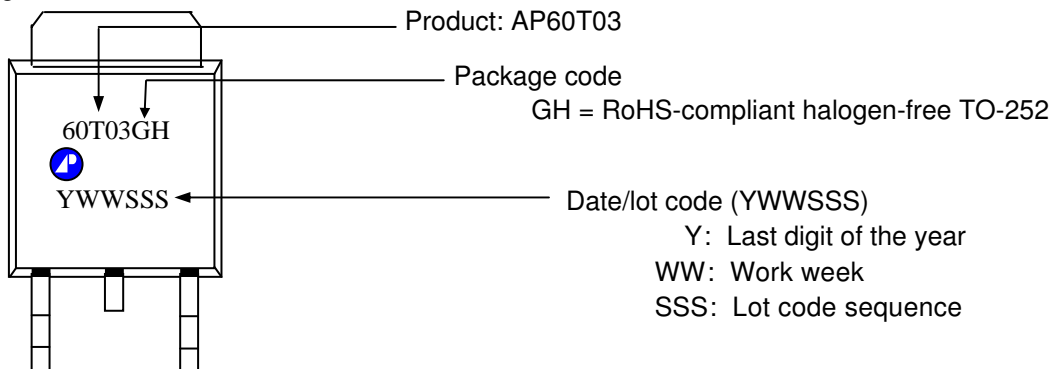 Product: AP60T03
Package code
GH = RoHS-compliant halogen-free TO-252
60T03GH
YWWSSS
Date/lot code (YWWSSS)
Y: Last digit of the year
WW: Work week
SSS: Lot code sequence